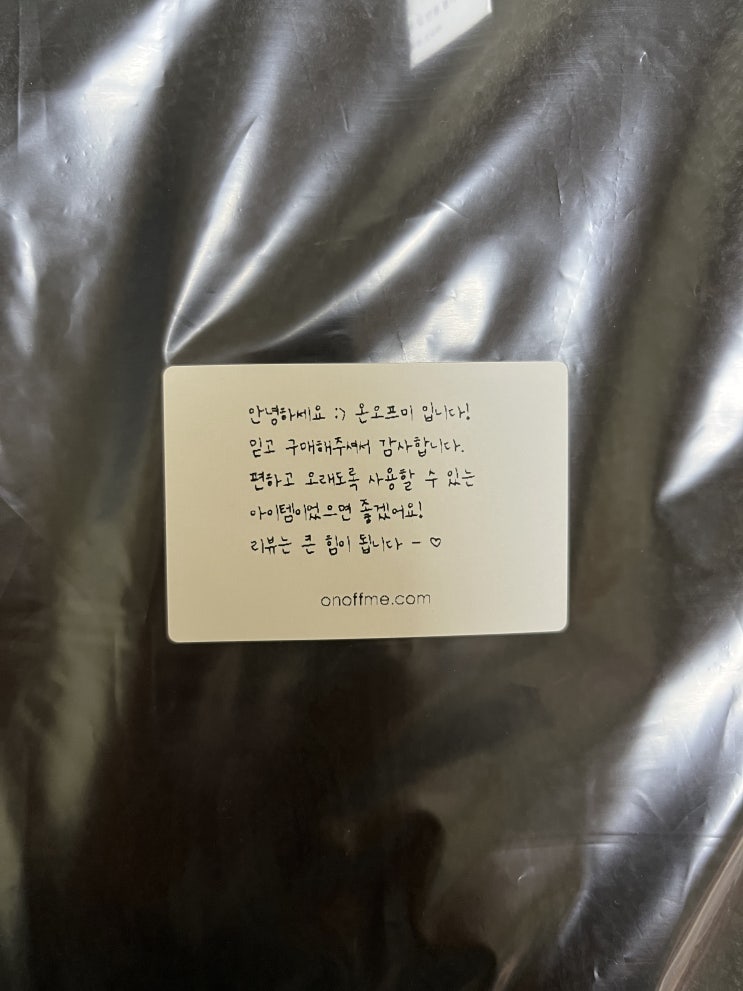 안녕하세요 :> 온오프미 입니다!
믿고 구매해주셔서 감사합니다.
편하고 오래도록 사용할 수 있는
아이템이었으면 좋겠어요!
리뷰는 큰 힘이 됩니다 - ♡
onoffme.com